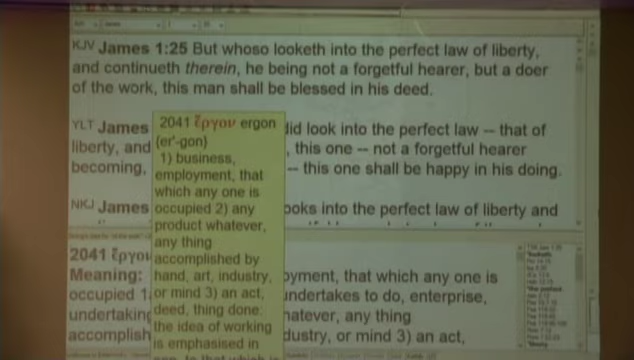 KJV James 1:25 But whoso looketh into the perfect law of liberty,
and continueth therein, he being not a forgetful hearer, but a doer
of the work, this man shall be blessed in his deed.
YLT James did look into the perfect law -- that of
liberty, and , this one -- not a forgetful hearer
becoming, -- this one shall be happy in his doing.
NKJ James ooks into the perfect law of liberty and
2041 ἔργον ergon
{er'-gon}
1) business,
employment, that
which any one is
occupied 2) any
product whatever,
any thing
accomplished by
hand, art, industry,
or mind 3) an act,
deed, thing done:
the idea of working
is emphasised in
2041 ἔργον
Meaning: oyment, that which any one is
occupied undertakes to do, enterprise,
undertaking hatever, any thing
accomplish dustry, or mind 3) an act,